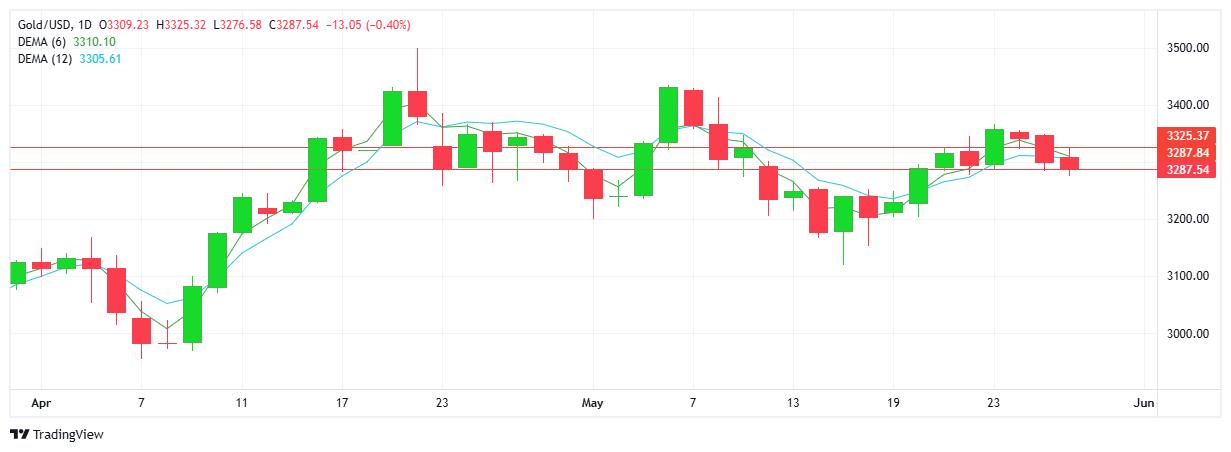 Gold/USD, 1D O3309.23 H3325.32 L3276.58 C3287.54 −13.05 (−0.40%)
DEMA (6) 3310.10
DEMA (12) 3305.61
3500.00
3400.00
3325.37
3287.84
3287.54
3200.00
3100.00
3000.00
Apr 7 11 17 23 May 7 13 19 23 Jun
TradingView